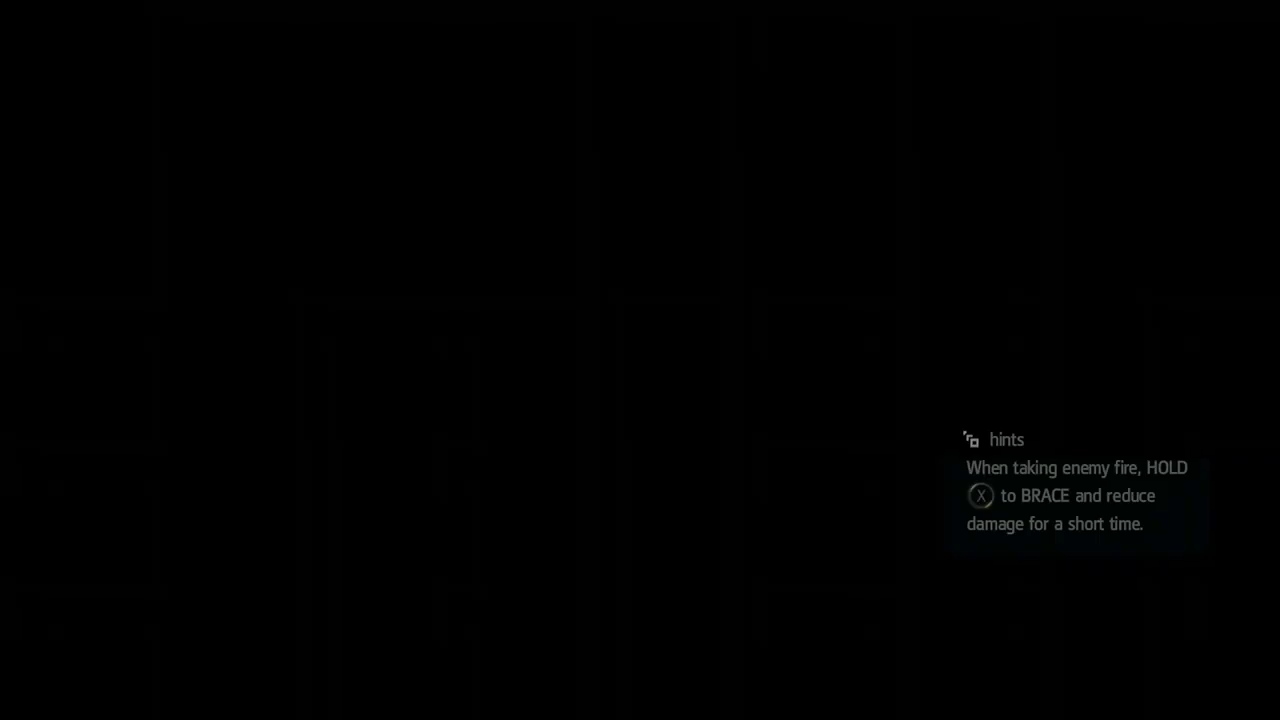 hints
When taking enemy fire, HOLD
X to BRACE and reduce
damage for a short time.